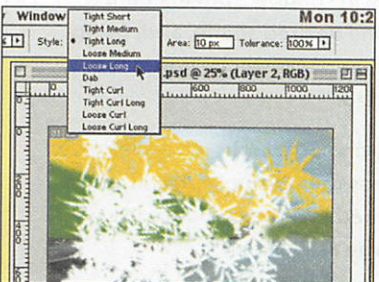 Window
Mon 10:2
Style:
Tight Short
Tight Medium
Tight Long
Loose Medium
Loose Long
Dab
Tight Curl
Tight Curl Long
Loose Curl
Loose Curl Long
Area: 10 px
Tolerance: 100%
.psd @ 25% (Layer 2, RGB)
0
600
800
1000
1200